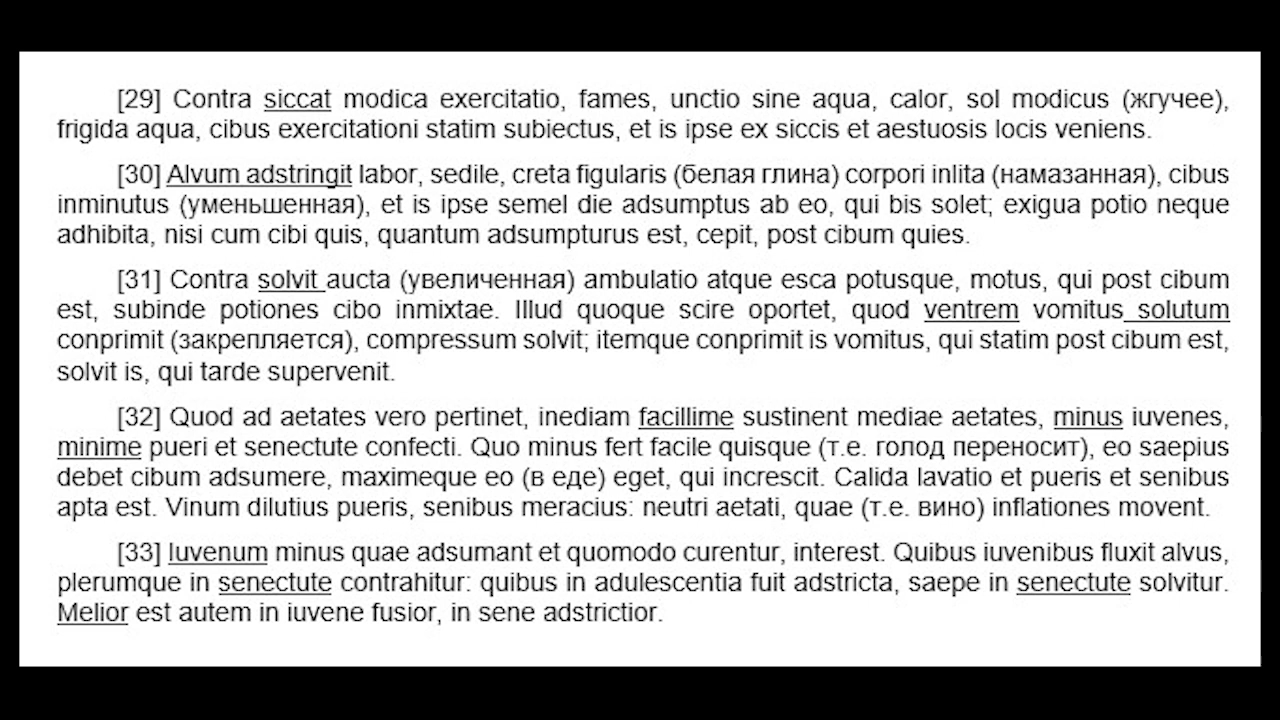 [29] Contra siccat modica exercitatio, fames, unctio sine aqua, calor, sol modicus (жгучее),
frigida aqua, cibus exercitationi statim subiectus, et is ipse ex siccis et aestuosis locis veniens.
[30] Alvum adstringit labor, sedile, creta figularis (белая глина) corpori inlita (намазанная), cibus
inminutus (уменьшенная), et is ipse semel die adsumptus ab eo, qui bis solet; exigua potio neque
adhibita, nisi cum cibi quis, quantum adsumpturus est, cepit, post cibum quies.
[31] Contra solvit aucta (увеличенная) ambulatio atque esca potusque, motus, qui post cibum
est, subinde potiones cibo inmixtae. Illud quoque scire oportet, quod ventrem vomitus solutum
conprimit (закрепляется), compressum solvit; itemque conprimit is vomitus, qui statim post cibum est,
solvit is, qui tarde supervenit.
[32] Quod ad aetates vero pertinet, inediam facillime sustinent mediae aetates, minus iuvenes,
minime pueri et senectute confecti. Quo minus fert facile quisque (т.е. голод переносит), eo saepius
debet cibum adsumere, maximeque eo (в еде) eget, qui increscit. Calida lavatio et pueris et senibus
apta est. Vinum dilutius pueris, senibus meracius: neutri aetati, quae (т.е. вино) inflationes movent.
[33] Iuvenum minus quae adsumant et quomodo curentur, interest. Quibus iuvenibus fluxit alvus,
plerumque in senectute contrahitur: quibus in adulescentia fuit adstricta, saepe in senectute solvitur.
Melior est autem in iuvene fusior, in sene adstrictior.